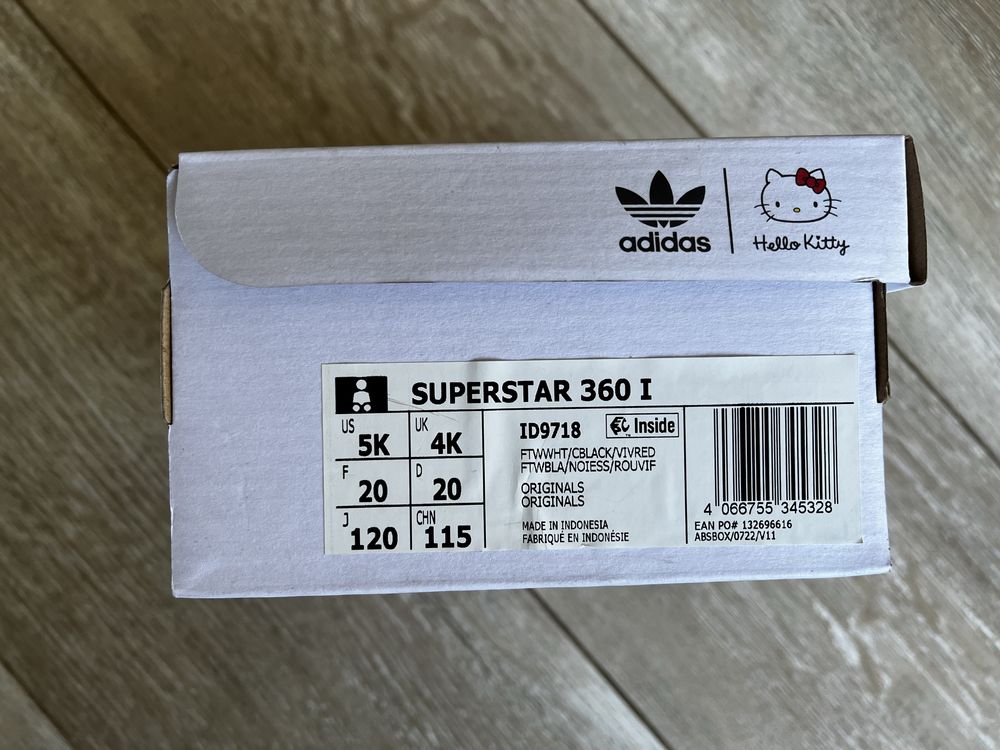 adidas
Hello Kitty
SUPERSTAR 360 I
US 5K
UK 4K
F 20
D 20
J 120
CHN 115
ID9718
Inside
FTWWHT/CBLACK/VIVRED
FTWBLA/NOIESS/ROUVIF
ORIGINALS
ORIGINALS
MADE IN INDONESIA
FABRIQUÉ EN INDONÉSIE
4 066755 345328
EAN PO# 132696616
ABSBOX/0722/V11